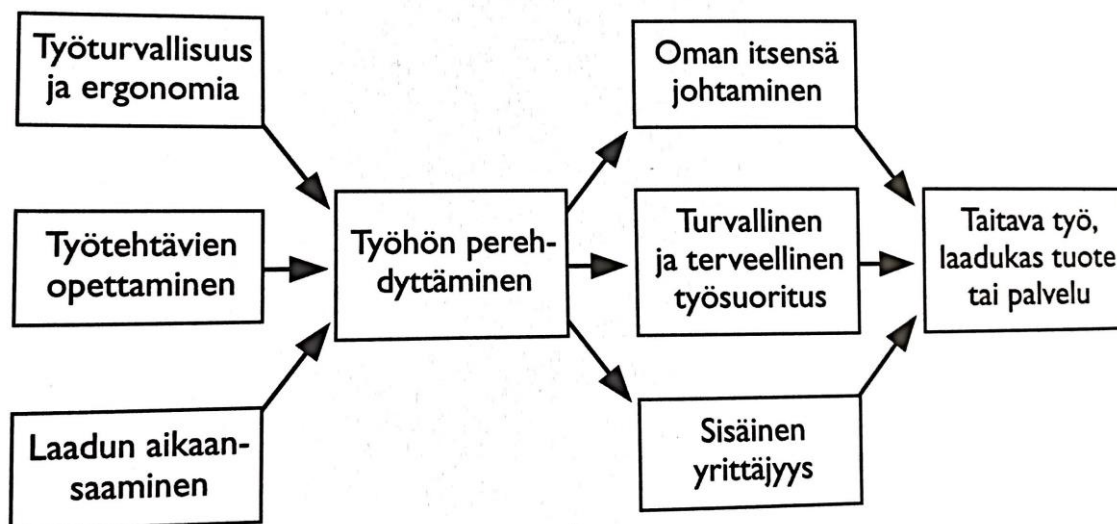 Työturvallisuus
ja ergonomia
Työtehtävien
opettaminen
Laadun aikaan-
saaminen
Työhön pereh-
dyttäminen
Oman itsensä
johtaminen
Turvallinen
ja terveellinen
työsuoritus
Sisäinen
yrittäjyys
Taitava työ,
laadukas tuote
tai palvelu